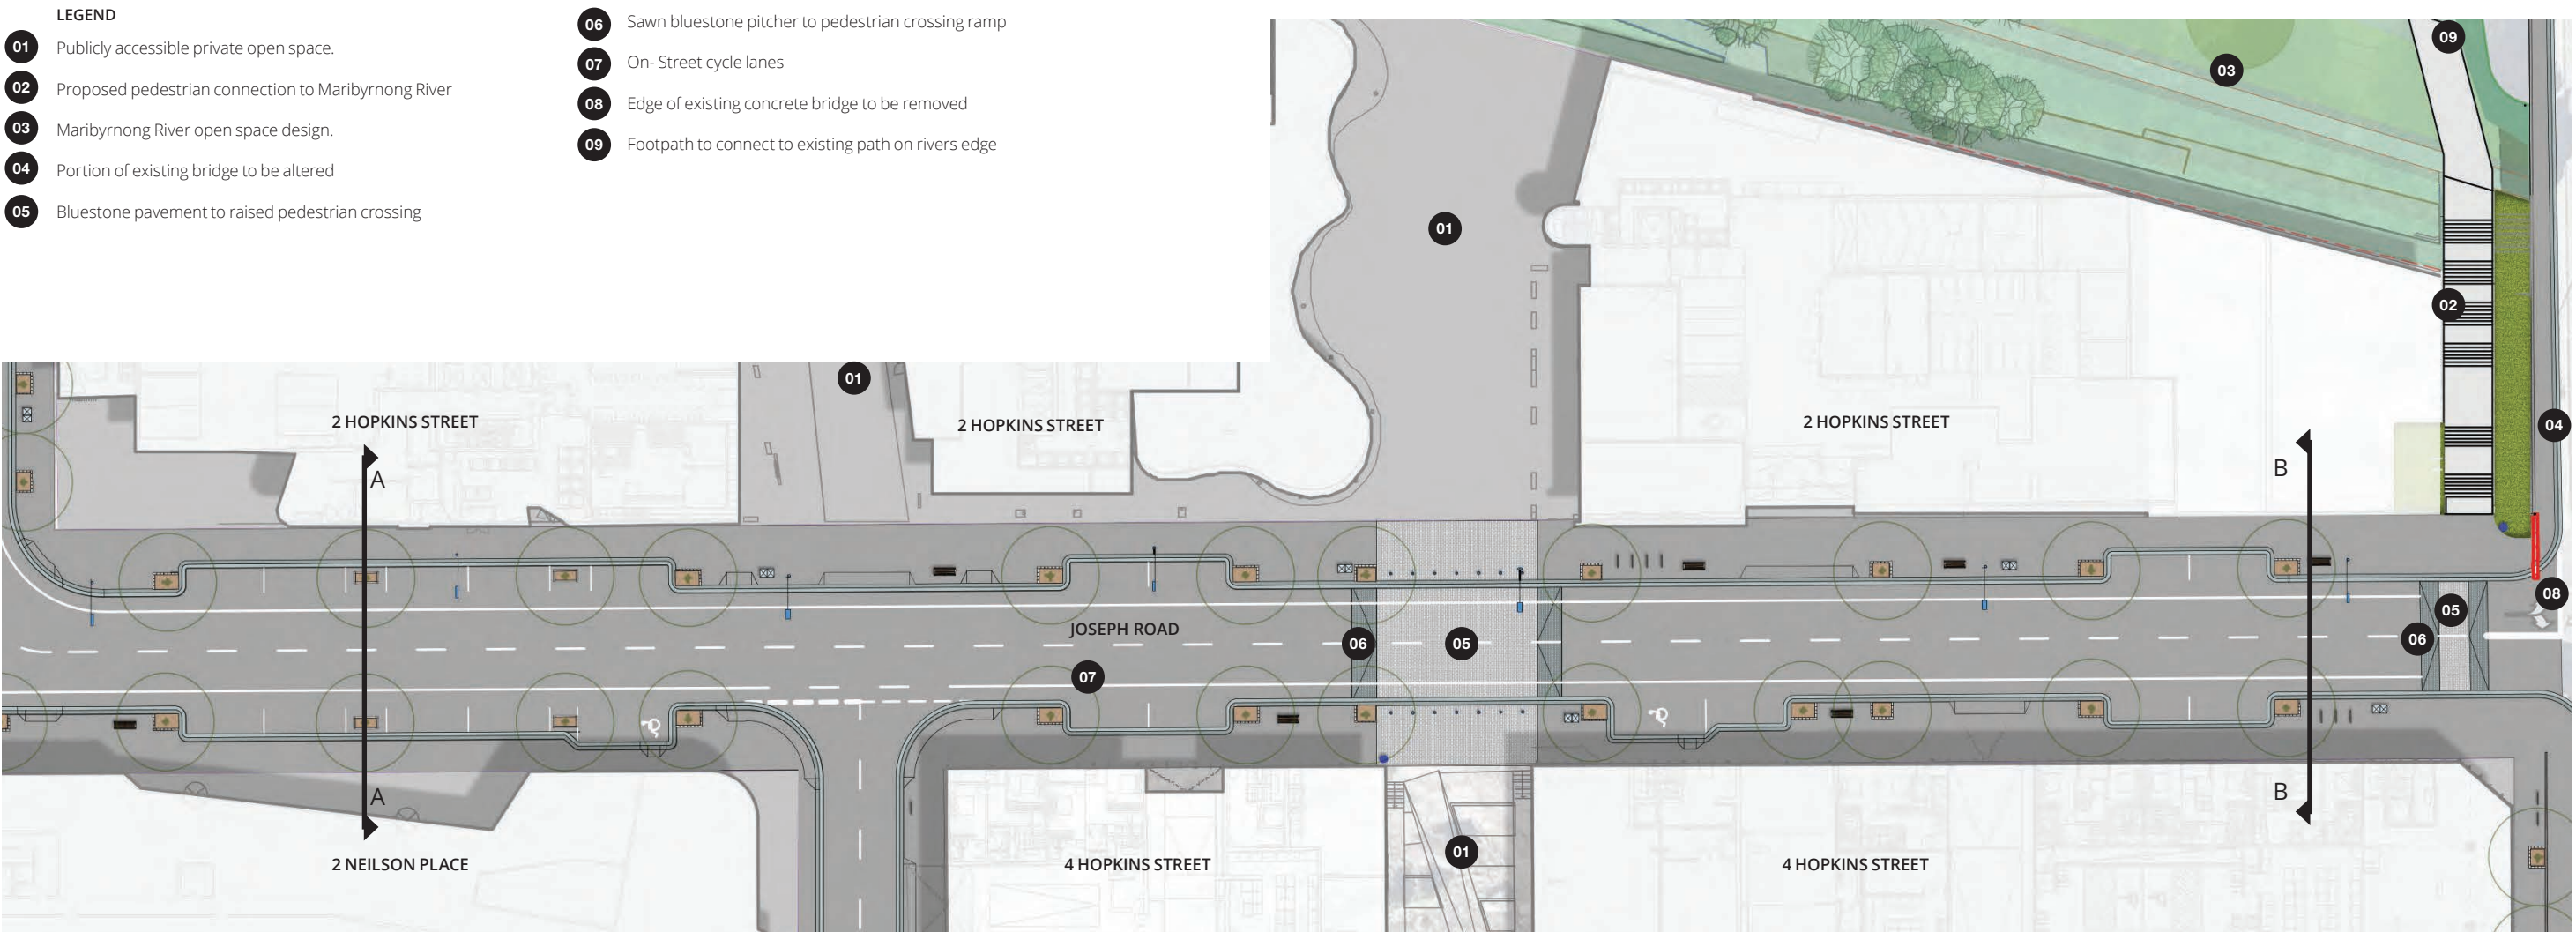 LEGEND
01 Publicly accessible private open space.
02 Proposed pedestrian connection to Maribyrnong River
03 Maribyrnong River open space design.
04 Portion of existing bridge to be altered
05 Bluestone pavement to raised pedestrian crossing
06 Sawn bluestone pitcher to pedestrian crossing ramp
07 On- Street cycle lanes
08 Edge of existing concrete bridge to be removed
09 Footpath to connect to existing path on rivers edge
09
03
01
02
01
2 HOPKINS STREET
2 HOPKINS STREET
2 HOPKINS STREET
04
A
B
08
05
JOSEPH ROAD
06
05
06
07
A
B
01
2 NEILSON PLACE
4 HOPKINS STREET
4 HOPKINS STREET